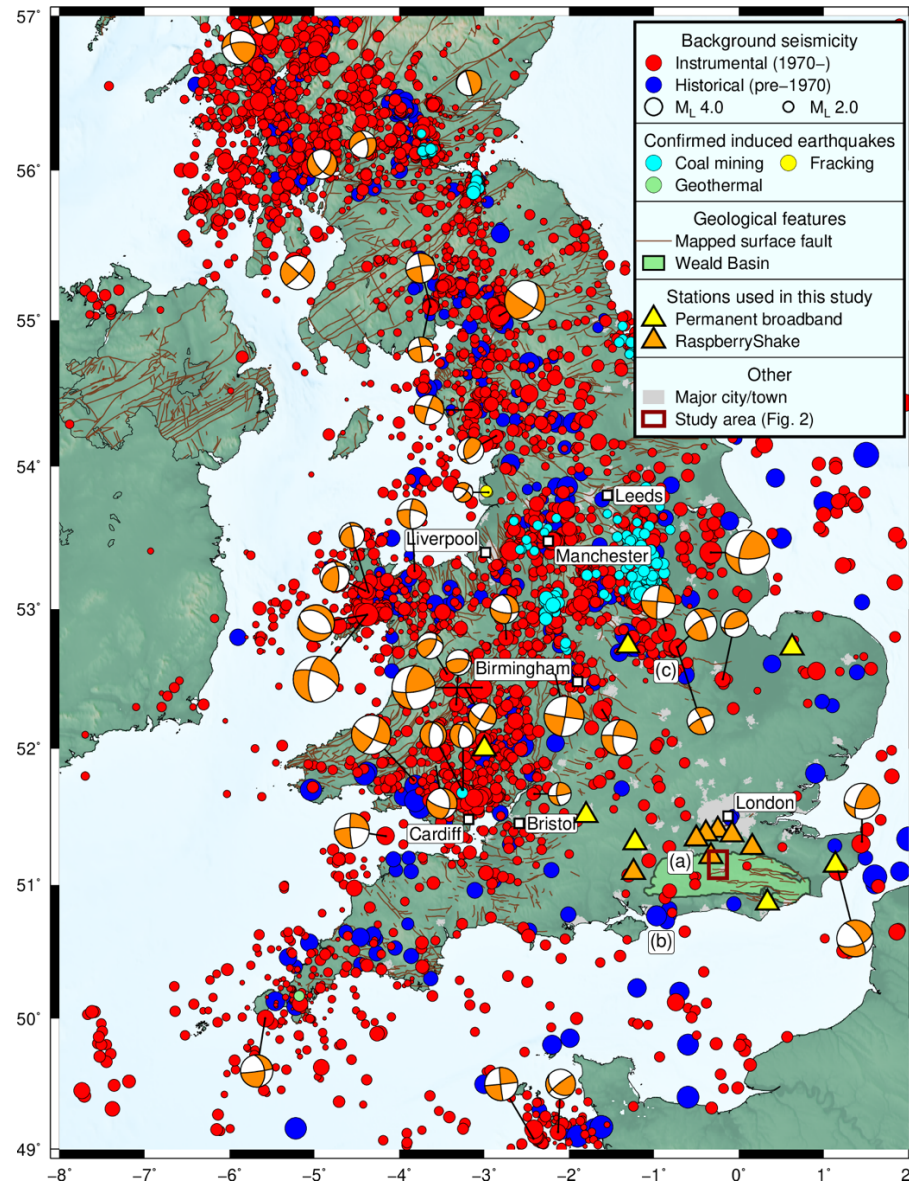 57°
56°
55°
54°
53°
52°
51°
50°
49°
−8°
−7°
−6°
−5°
−4°
−3°
−2°
−1°
0°
1°
2°
Background seismicity
Instrumental (1970−)
Historical (pre−1970)
M_L 4.0 M_L 2.0
Confirmed induced earthquakes
Coal mining Fracking
Geothermal
Geological features
Mapped surface fault
Weald Basin
Stations used in this study
Permanent broadband
RaspberryShake
Other
Major city/town
Study area (Fig. 2)
Leeds
Liverpool
Manchester
Birmingham
(c)
London
Cardiff
Bristol
(a)
(b)